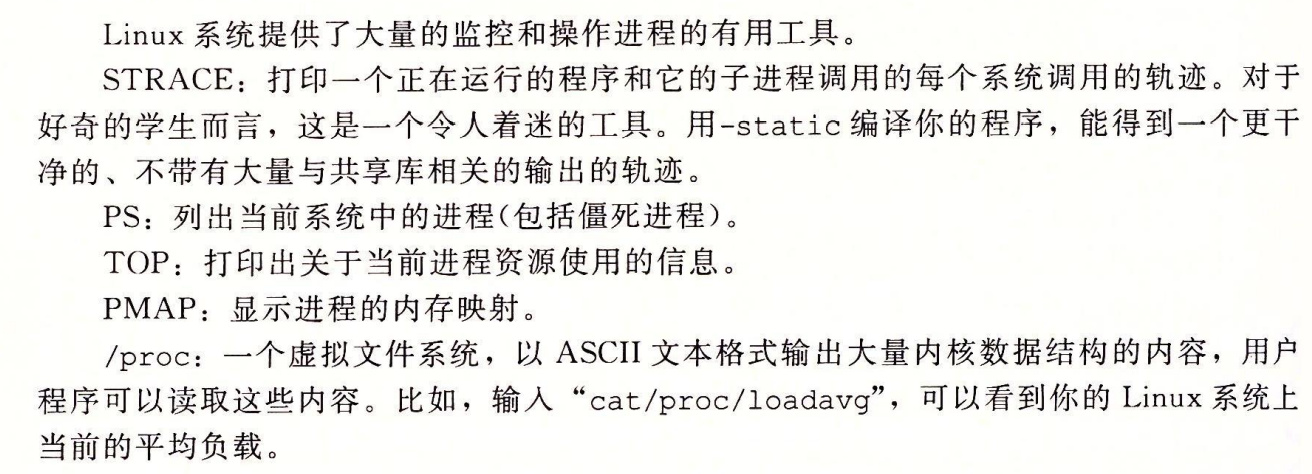 Linux 系统提供了大量的监控和操作进程的有用工具。
STRACE：打印一个正在运行的程序和它的子进程调用的每个系统调用的轨迹。对于
好奇的学生而言，这是一个令人着迷的工具。用-static 编译你的程序，能得到一个更干
净的、不带有大量与共享库相关的输出的轨迹。
PS：列出当前系统中的进程(包括僵死进程)。
TOP：打印出关于当前进程资源使用的信息。
PMAP：显示进程的内存映射。
/proc：一个虚拟文件系统，以 ASCII 文本格式输出大量内核数据结构的内容，用户
程序可以读取这些内容。比如，输入“cat/proc/loadavg”，可以看到你的 Linux 系统上
当前的平均负载。